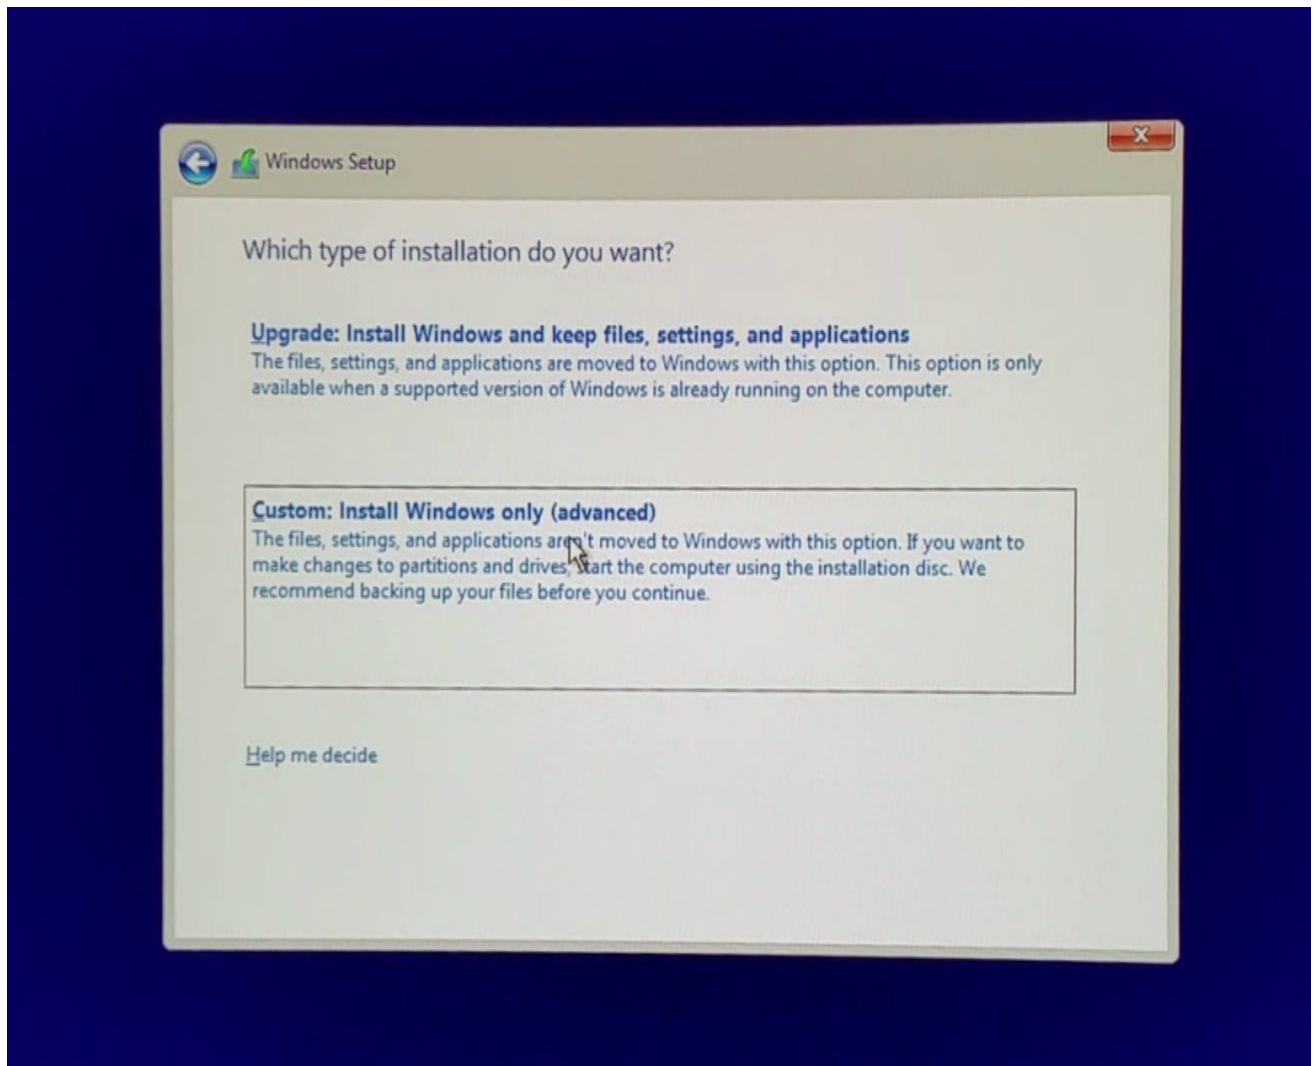 Windows Setup
x
Which type of installation do you want?
Upgrade: Install Windows and keep files, settings, and applications
The files, settings, and applications are moved to Windows with this option. This option is only
available when a supported version of Windows is already running on the computer.
Custom: Install Windows only (advanced)
The files, settings, and applications aren't moved to Windows with this option. If you want to
make changes to partitions and drives, start the computer using the installation disc. We
recommend backing up your files before you continue.
Help me decide